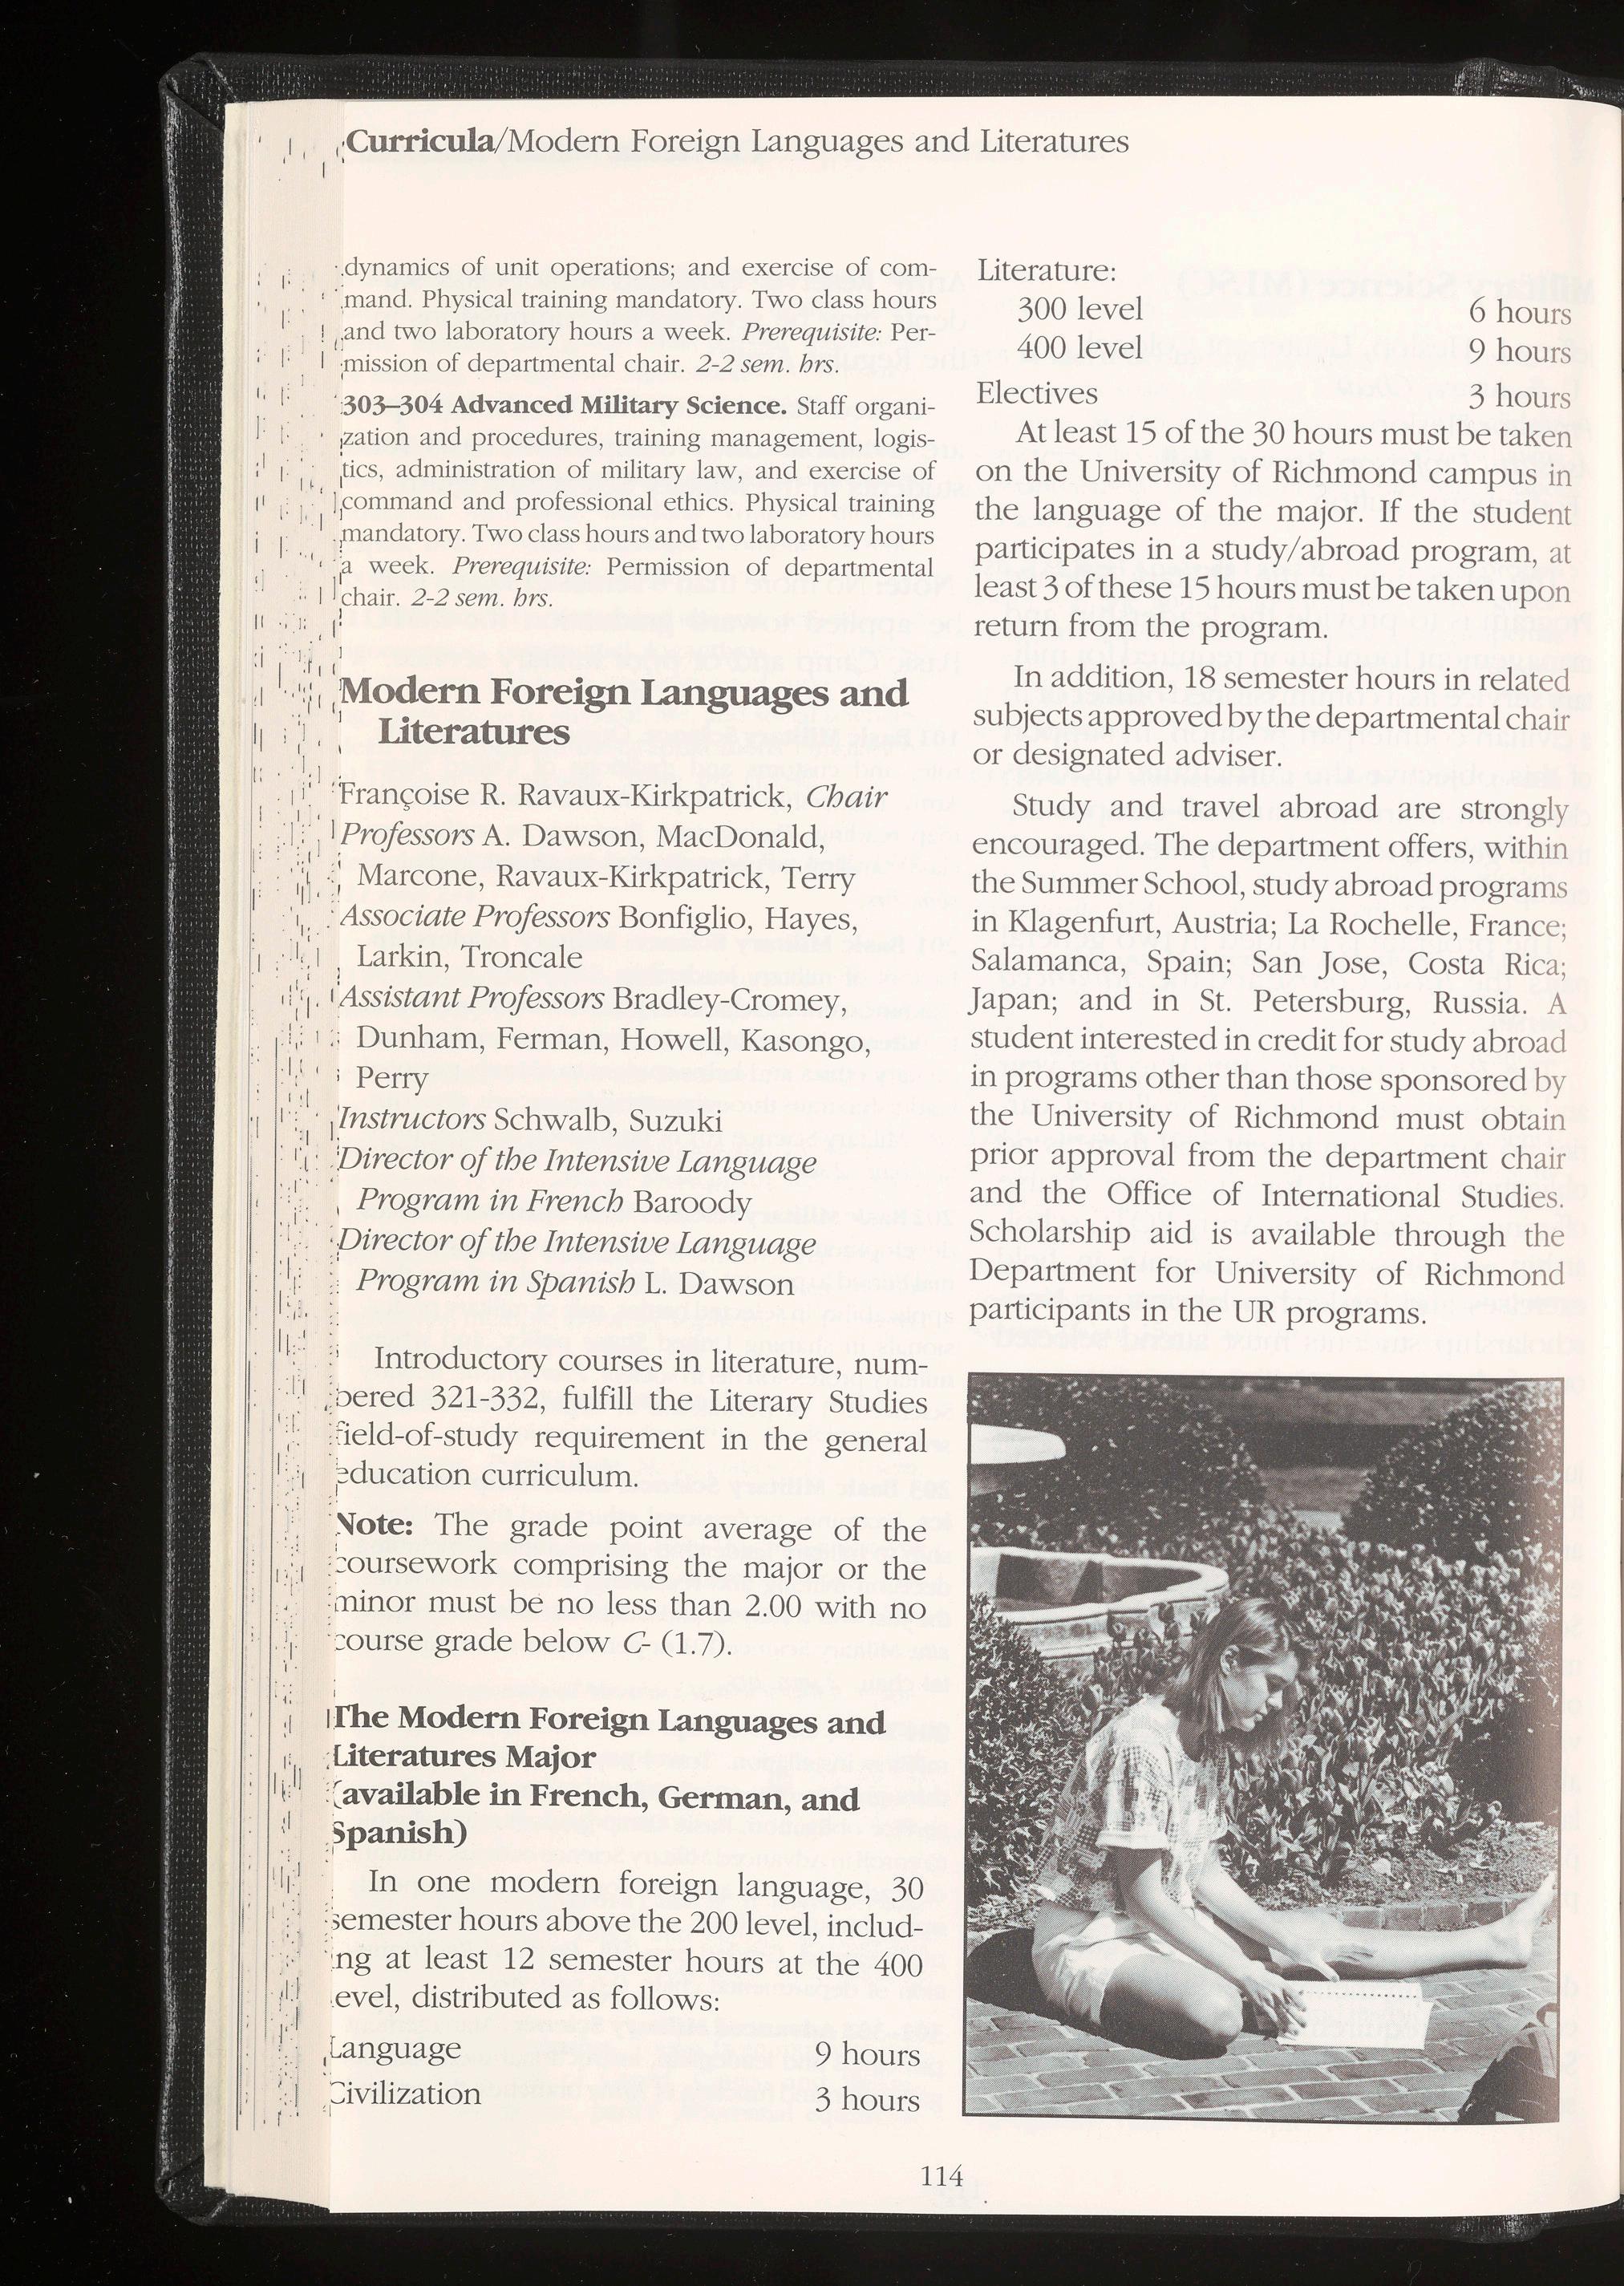 Curricula/Modern Foreign Languages and Literatures
dynamics of unit operations; and exercise of com-
mand. Physical training mandatory. Two class hours
and two laboratory hours a week. Prerequisite: Per-
mission of departmental chair. 2-2 sem. hrs.
303–304 Advanced Military Science. Staff organi-
zation and procedures, training management, logis-
tics, administration of military law, and exercise of
command and professional ethics. Physical training
mandatory. Two class hours and two laboratory hours
a week. Prerequisite: Permission of departmental
chair. 2-2 sem. hrs.
Modern Foreign Languages and
Literatures
Françoise R. Ravaux-Kirkpatrick, Chair
Professors A. Dawson, MacDonald,
Marcone, Ravaux-Kirkpatrick, Terry
Associate Professors Bonfiglio, Hayes,
Larkin, Troncale
Assistant Professors Bradley-Cromey,
Dunham, Ferman, Howell, Kasongo,
Perry
Instructors Schwalb, Suzuki
Director of the Intensive Language
Program in French Baroody
Director of the Intensive Language
Program in Spanish L. Dawson
Introductory courses in literature, num-
bered 321-332, fulfill the Literary Studies
field-of-study requirement in the general
education curriculum.
Note: The grade point average of the
coursework comprising the major or the
minor must be no less than 2.00 with no
course grade below C- (1.7).
The Modern Foreign Languages and
Literatures Major
(available in French, German, and
Spanish)
In one modern foreign language, 30
semester hours above the 200 level, includ-
ing at least 12 semester hours at the 400
level, distributed as follows:
Language 9 hours
Civilization 3 hours
Literature:
300 level 6 hours
400 level 9 hours
Electives 3 hours
At least 15 of the 30 hours must be taken
on the University of Richmond campus in
the language of the major. If the student
participates in a study/abroad program, at
least 3 of these 15 hours must be taken upon
return from the program.
In addition, 18 semester hours in related
subjects approved by the departmental chair
or designated adviser.
Study and travel abroad are strongly
encouraged. The department offers, within
the Summer School, study abroad programs
in Klagenfurt, Austria; La Rochelle, France;
Salamanca, Spain; San Jose, Costa Rica;
Japan; and in St. Petersburg, Russia. A
student interested in credit for study abroad
in programs other than those sponsored by
the University of Richmond must obtain
prior approval from the department chair
and the Office of International Studies.
Scholarship aid is available through the
Department for University of Richmond
participants in the UR programs.
114